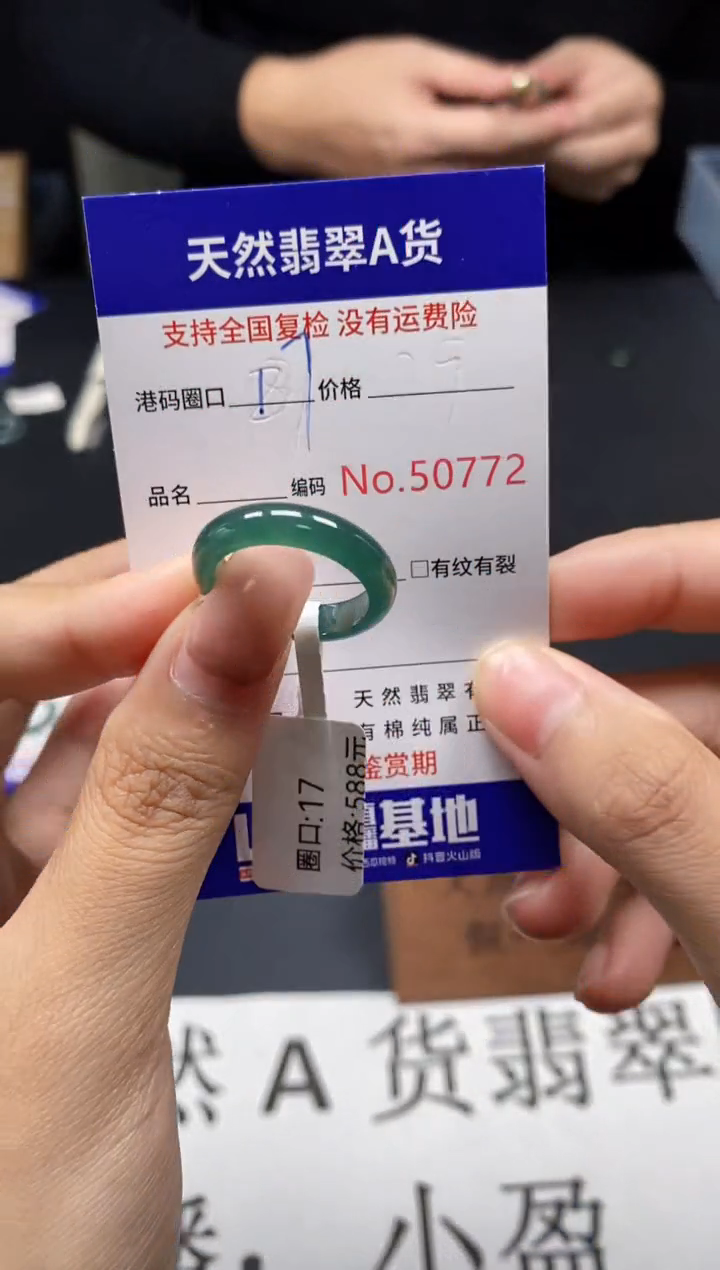 天然翡翠A货
支持全国复检 没有运费险
港码圈口 17 价格
品名 编码 No.50772
□有纹有裂
天然翡翠
有棉纯属正
鉴赏期
基地
抖音火山版
圈口:17
价格:588元
然A货翡翠
播·小盈